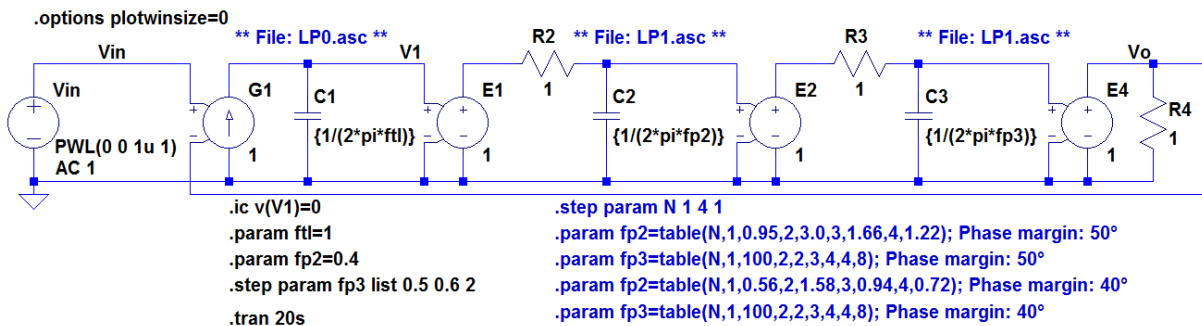 .options plotwinsize=0
** File: LP0.asc **
** File: LP1.asc **
** File: LP1.asc **
Vin
V1
R2
R3
Vo
Vin
G1
C1
E1
1
C2
E2
1
C3
E4
R4
{1/(2*pi*ftl)}
{1/(2*pi*fp2)}
{1/(2*pi*fp3)}
1
PWL(0 0 1u 1)
1
1
1
1
AC 1
.ic v(V1)=0
.param ftl=1
.param fp2=0.4
.step param fp3 list 0.5 0.6 2
.tran 20s
.step param N 1 4 1
.param fp2=table(N,1,0.95,2,3.0,3,1.66,4,1.22); Phase margin: 50°
.param fp3=table(N,1,100,2,2,3,4,4,8); Phase margin: 50°
.param fp2=table(N,1,0.56,2,1.58,3,0.94,4,0.72); Phase margin: 40°
.param fp3=table(N,1,100,2,2,3,4,4,8); Phase margin: 40°